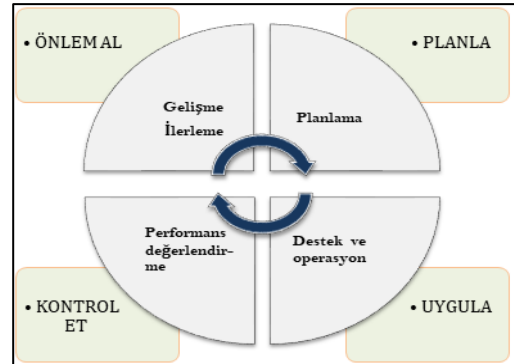 • ÖNLEM AL
• PLANLA
Gelişme
İlerleme
Planlama
Performans
değerlendir-
me
Destek ve
operasyon
• KONTROL
ET
• UYGULA